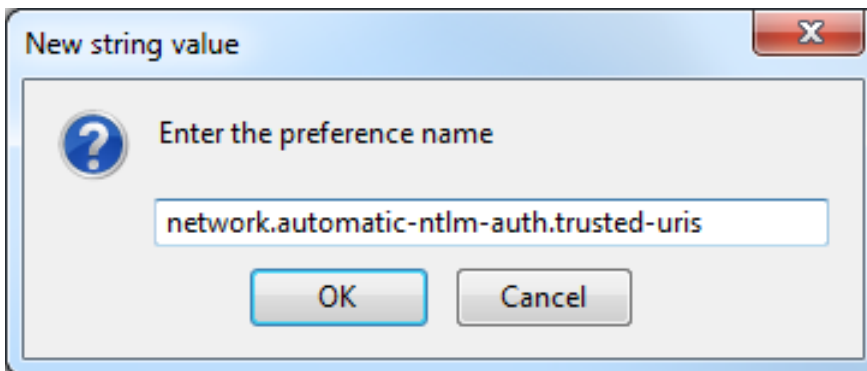 New string value
Enter the preference name
network.automatic-ntlm-auth.trusted-uris
OK Cancel